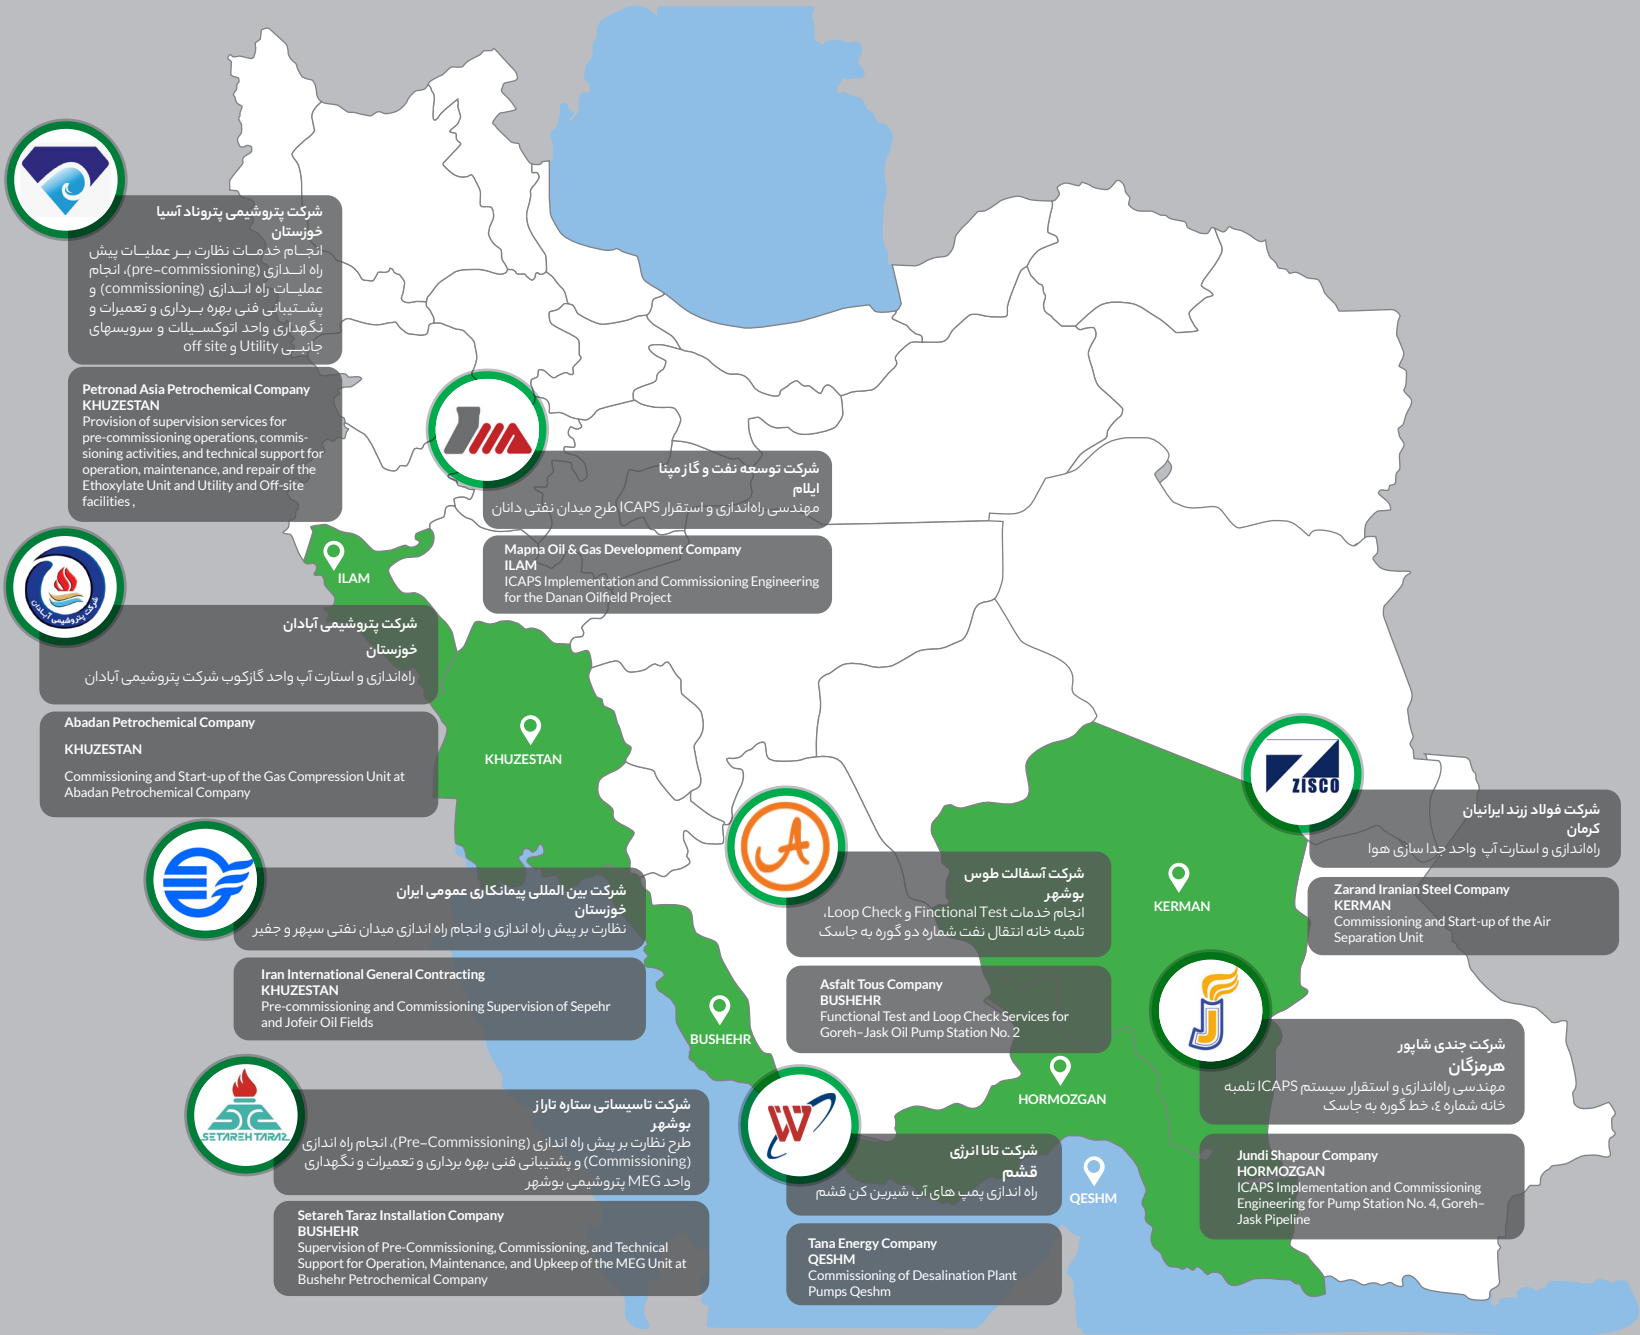 شرکت پتروشیمی پتروناد آسیا
خوزستان
انجام خدمات نظارت بر عملیات پیش
راه اندازی (pre-commissioning)، انجام
عملیات راه اندازی (commissioning) و
پشتیبانی فنی بهره برداری و تعمیرات و
نگهداری واحد اتوکسیلات و سرویسهای
جانبی Utility و off site
Petronad Asia Petrochemical Company
KHUZESTAN
Provision of supervision services for
pre-commissioning operations, commis-
sioning activities, and technical support for
operation, maintenance, and repair of the
Ethoxylate Unit and Utility and Off-site
facilities ,
شرکت توسعه نفت و گاز مپنا
ایلام
مهندسی راه‌اندازی و استقرار ICAPS طرح میدان نفتی دانان
Mapna Oil & Gas Development Company
ILAM
ICAPS Implementation and Commissioning Engineering
for the Danan Oilfield Project
ILAM
شرکت پتروشیمی آبادان
شرکت پتروشیمی آبادان
خوزستان
راه‌اندازی و استارت آپ واحد گازکوب شرکت پتروشیمی آبادان
Abadan Petrochemical Company
KHUZESTAN
Commissioning and Start-up of the Gas Compression Unit at
Abadan Petrochemical Company
KHUZESTAN
ZISCO
شرکت فولاد زرند ایرانیان
کرمان
راه‌اندازی و استارت آپ واحد جدا سازی هوا
Zarand Iranian Steel Company
KERMAN
Commissioning and Start-up of the Air
Separation Unit
KERMAN
شرکت بین المللی پیمانکاری عمومی ایران
خوزستان
نظارت بر پیش راه اندازی و انجام راه اندازی میدان نفتی سپهر و جفیر
Iran International General Contracting
KHUZESTAN
Pre-commissioning and Commissioning Supervision of Sepehr
and Jofeir Oil Fields
A
شرکت آسفالت طوس
بوشهر
انجام خدمات Finctional Test و Loop Check،
تلمبه خانه انتقال نفت شماره دو گوره به جاسک
Asfalt Tous Company
BUSHEHR
Functional Test and Loop Check Services for
Goreh–Jask Oil Pump Station No. 2
BUSHEHR
HORMOZGAN
شرکت جندی شاپور
هرمزگان
مهندسی راه‌اندازی و استقرار سیستم ICAPS تلمبه
خانه شماره ٤، خط گوره به جاسک
Jundi Shapour Company
HORMOZGAN
ICAPS Implementation and Commissioning
Engineering for Pump Station No. 4, Goreh–
Jask Pipeline
SETAREH TARAZ
شرکت تاسیساتی ستاره تاراز
بوشهر
طرح نظارت بر پیش راه اندازی (Pre-Commissioning)، انجام راه اندازی
(Commissioning) و پشتیبانی فنی بهره برداری و تعمیرات و نگهداری
واحد MEG پتروشیمی بوشهر
Setareh Taraz Installation Company
BUSHEHR
Supervision of Pre-Commissioning, Commissioning, and Technical
Support for Operation, Maintenance, and Upkeep of the MEG Unit at
Bushehr Petrochemical Company
شرکت تانا انرژی
قشم
راه اندازی پمپ های آب شیرین کن قشم
Tana Energy Company
QESHM
Commissioning of Desalination Plant
Pumps Qeshm
QESHM